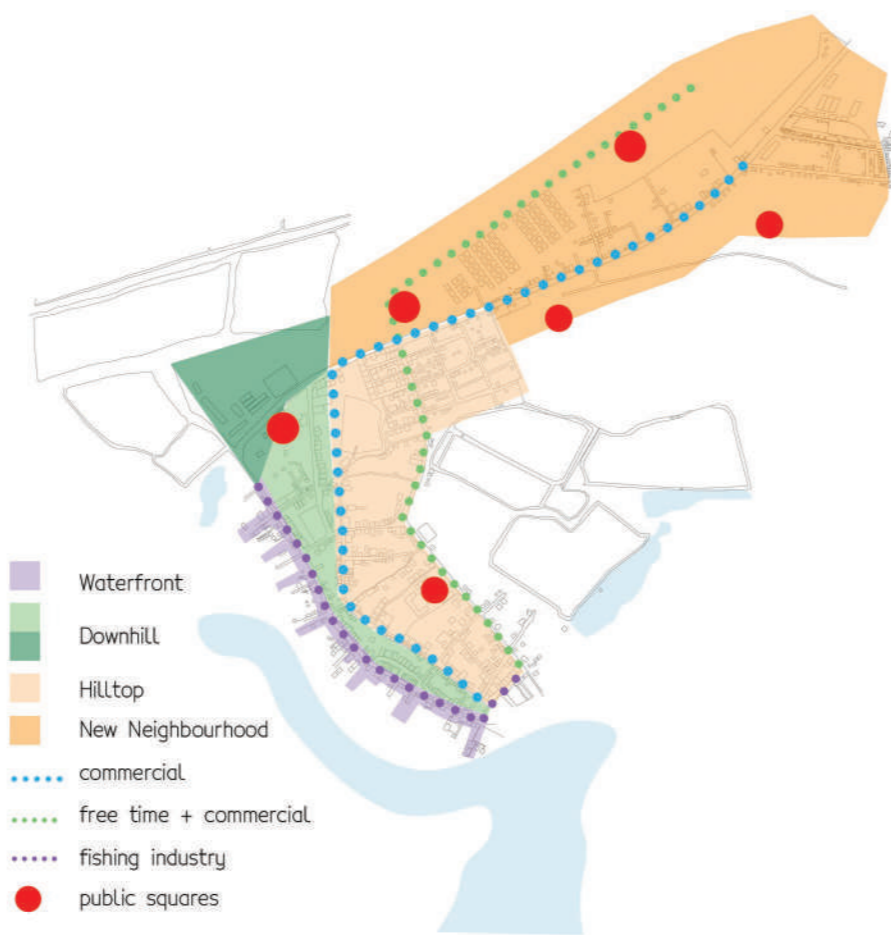 Waterfront
Downhill
Hilltop
New Neighbourhood
commercial
free time + commercial
fishing industry
public squares